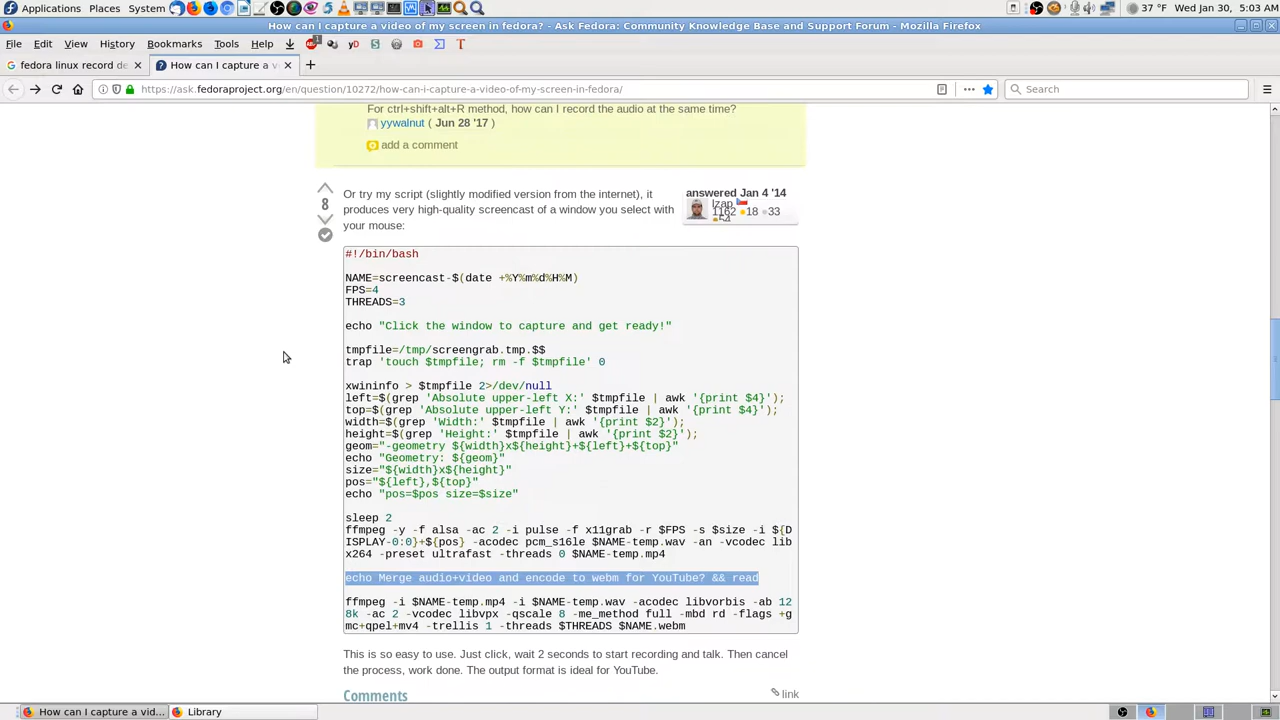 Applications Places System 37 °F Wed Jan 30, 5:03 AM
How can I capture a video of my screen in fedora? - Ask Fedora: Community Knowledge Base and Support Forum - Mozilla Firefox
File Edit View History Bookmarks Tools Help
fedora linux record de × How can I capture a v × +
https://ask.fedoraproject.org/en/question/10272/how-can-i-capture-a-video-of-my-screen-in-fedora/ Search
For ctrl+shift+alt+R method, how can I record the audio at the same time?
yywalnut ( Jun 28 '17 )
add a comment
8
Or try my script (slightly modified version from the internet), it
produces very high-quality screencast of a window you select with
your mouse:
answered Jan 4 '14
lzap
1162 18 33
54
#!/bin/bash
NAME=screencast-$(date +%Y%m%d%H%M)
FPS=4
THREADS=3
echo "Click the window to capture and get ready!"
tmpfile=/tmp/screengrab.tmp.$$
trap 'touch $tmpfile; rm -f $tmpfile' 0
xwininfo > $tmpfile 2>/dev/null
left=$(grep 'Absolute upper-left X:' $tmpfile | awk '{print $4}');
top=$(grep 'Absolute upper-left Y:' $tmpfile | awk '{print $4}');
width=$(grep 'Width:' $tmpfile | awk '{print $2}');
height=$(grep 'Height:' $tmpfile | awk '{print $2}');
geom="-geometry ${width}x${height}+${left}+${top}"
echo "Geometry: ${geom}"
size="${width}x${height}"
pos="${left},${top}"
echo "pos=$pos size=$size"
sleep 2
ffmpeg -y -f alsa -ac 2 -i pulse -f x11grab -r $FPS -s $size -i ${D
ISPLAY-0:0}+${pos} -acodec pcm_s16le $NAME-temp.wav -an -vcodec lib
x264 -preset ultrafast -threads 0 $NAME-temp.mp4
echo Merge audio+video and encode to webm for YouTube? && read
ffmpeg -i $NAME-temp.mp4 -i $NAME-temp.wav -acodec libvorbis -ab 12
8k -ac 2 -vcodec libvpx -qscale 8 -me_method full -mbd rd -flags +g
mc+qpel+mv4 -trellis 1 -threads $THREADS $NAME.webm
This is so easy to use. Just click, wait 2 seconds to start recording and talk. Then cancel
the process, work done. The output format is ideal for YouTube.
Comments link
How can I capture a vid... Library